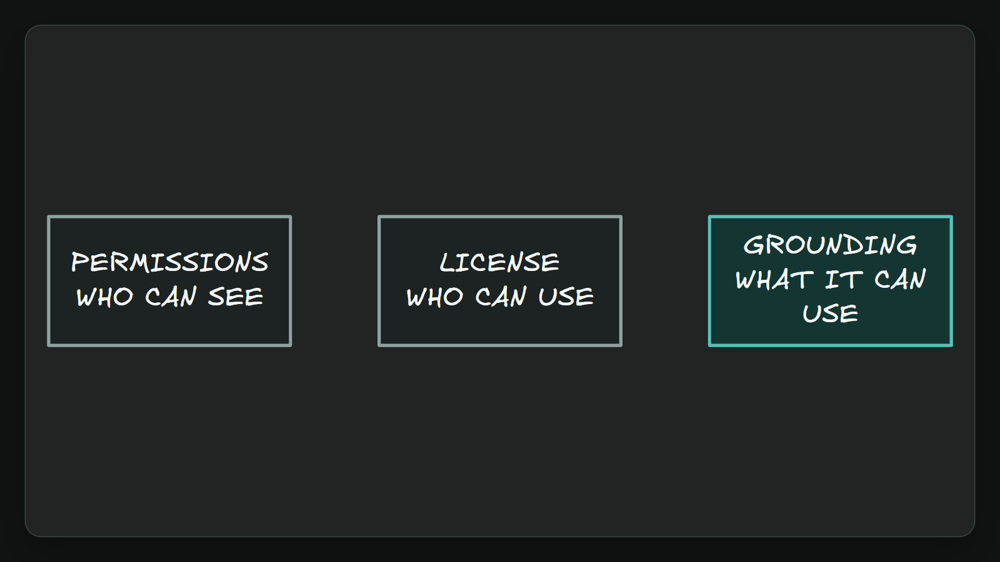 PERMISSIONS
WHO CAN SEE
LICENSE
WHO CAN USE
GROUNDING
WHAT IT CAN
USE